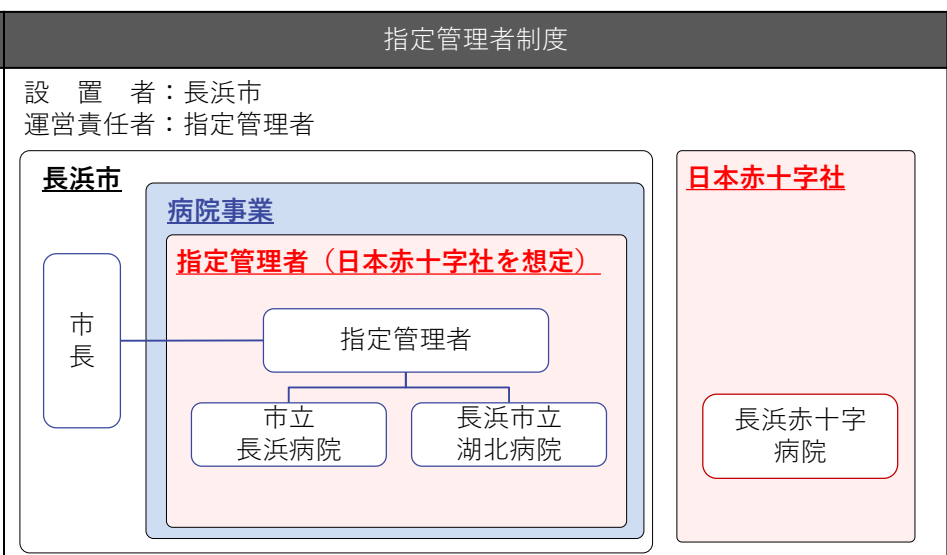 指定管理者制度
設　置　者：長浜市
運営責任者：指定管理者
長浜市
病院事業
指定管理者（日本赤十字社を想定）
市
長
指定管理者
市立
長浜病院
長浜市立
湖北病院
日本赤十字社
長浜赤十字
病院